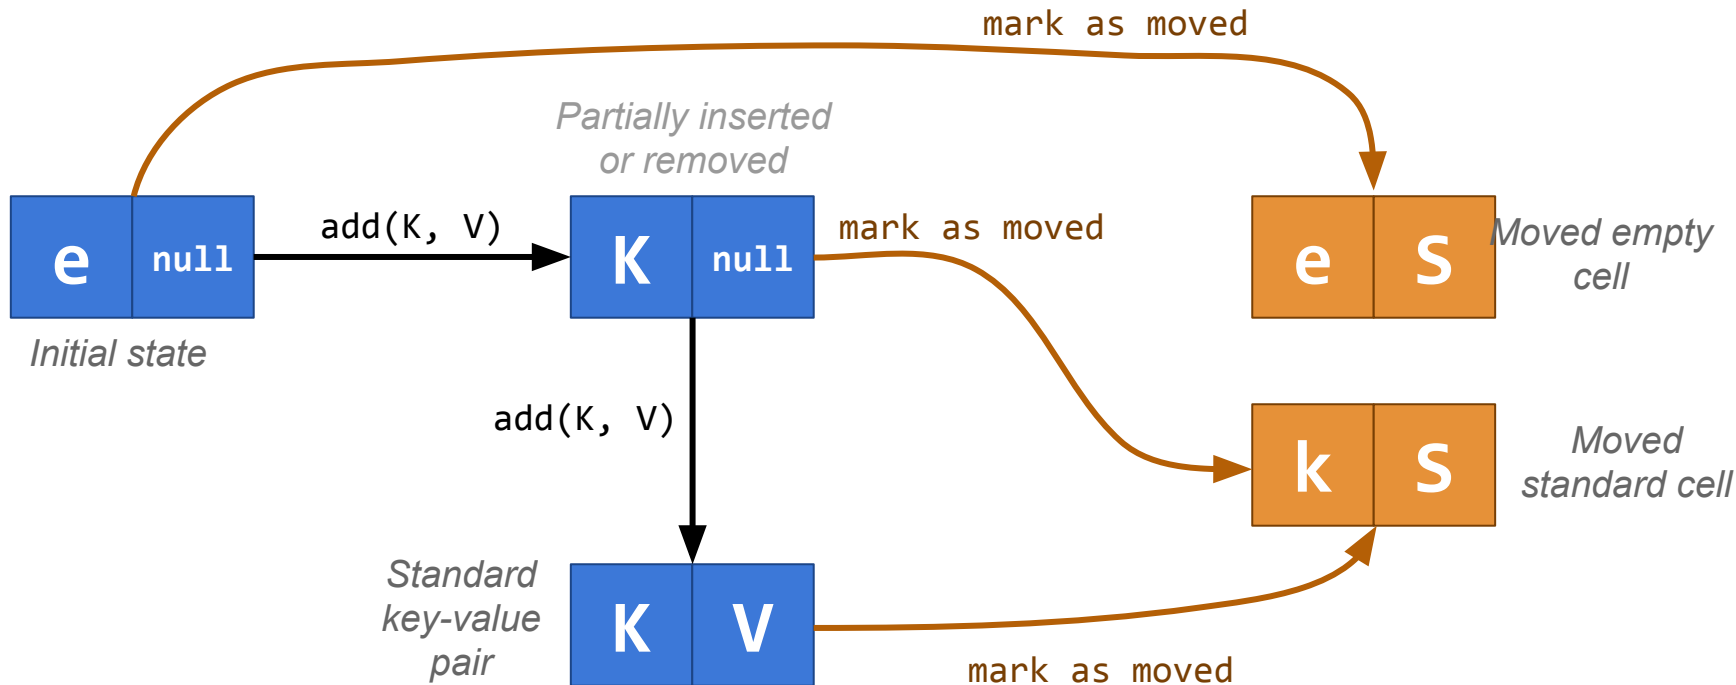 mark as moved
Partially inserted
or removed
e null
add(K, V)
K null
mark as moved
e S
Moved empty
cell
Initial state
add(K, V)
k S
Moved
standard cell
Standard
key-value
pair
K V
mark as moved